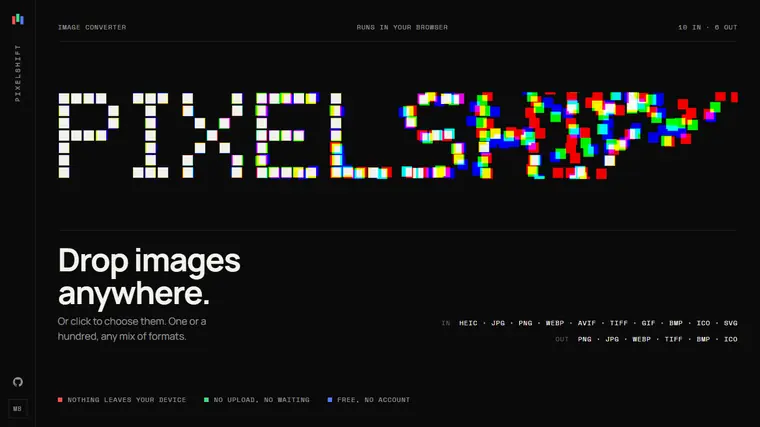 PIXELSHIFT
IMAGE CONVERTER
RUNS IN YOUR BROWSER
10 IN · 6 OUT
PIXELSHIFT
Drop images
anywhere.
Or click to choose them. One or a
hundred, any mix of formats.
IN HEIC · JPG · PNG · WEBP · AVIF · TIFF · GIF · BMP · ICO · SVG
OUT PNG · JPG · WEBP · TIFF · BMP · ICO
NOTHING LEAVES YOUR DEVICE
NO UPLOAD, NO WAITING
FREE, NO ACCOUNT